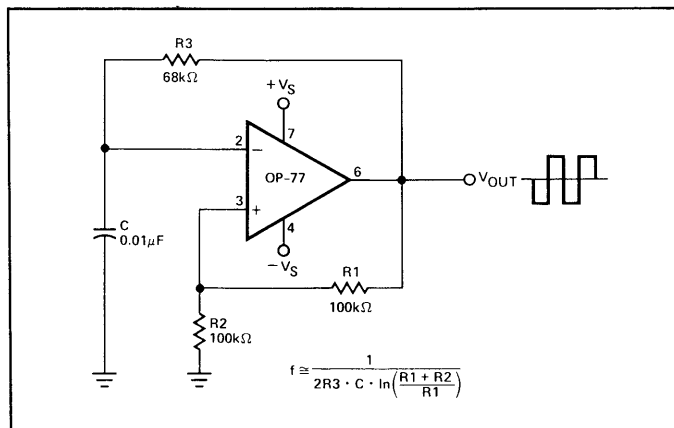 R3
68kΩ
+VS
7
2
−
OP-77
6
VOUT
3
+
4
−VS
C
0.01μF
R1
100kΩ
R2
100kΩ
f ≅ 1 / 2R3 · C · ln(R1 + R2 / R1)